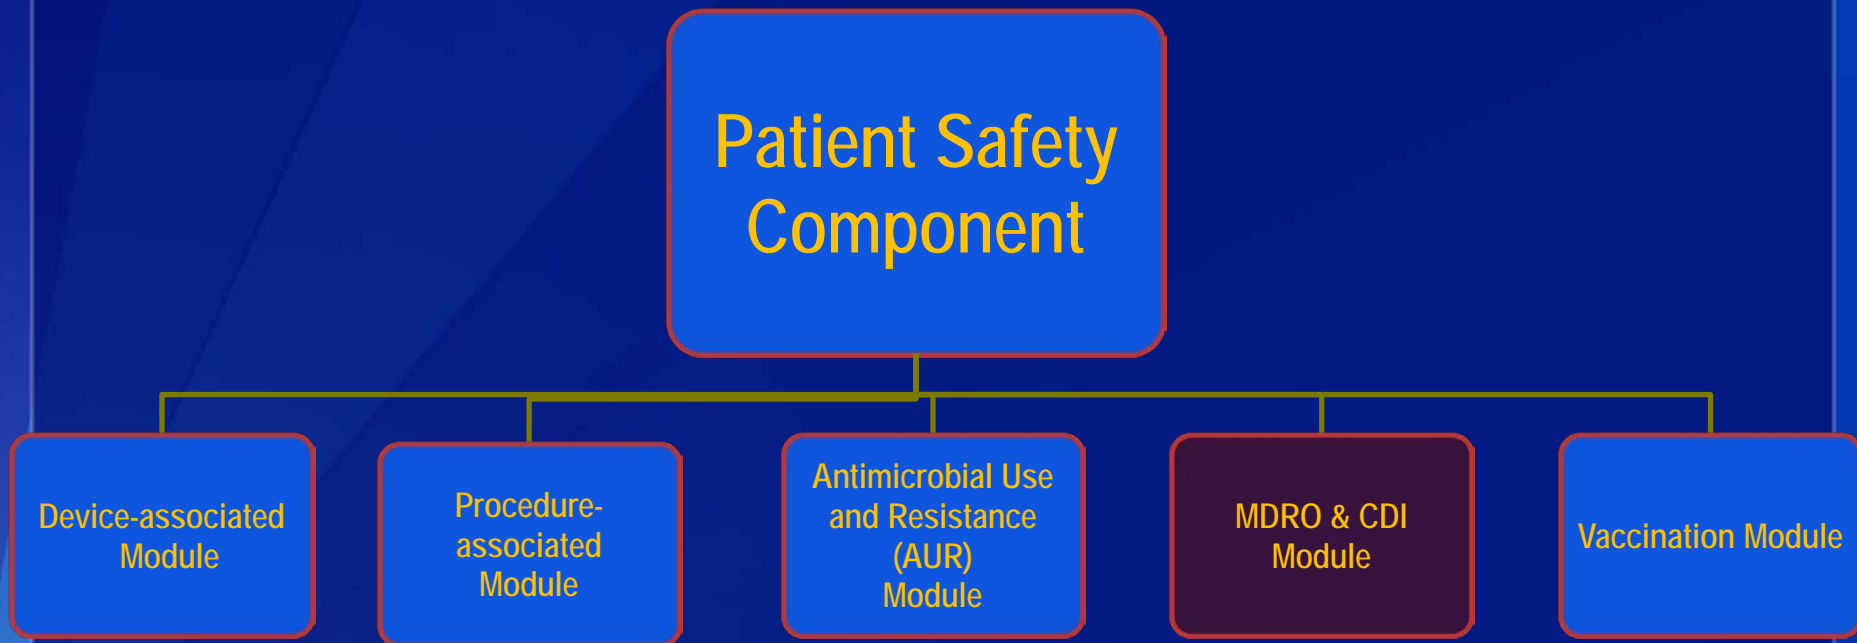 Patient Safety
Component
Device-associated
Module
Procedure-
associated
Module
Antimicrobial Use
and Resistance
(AUR)
Module
MDRO & CDI
Module
Vaccination Module